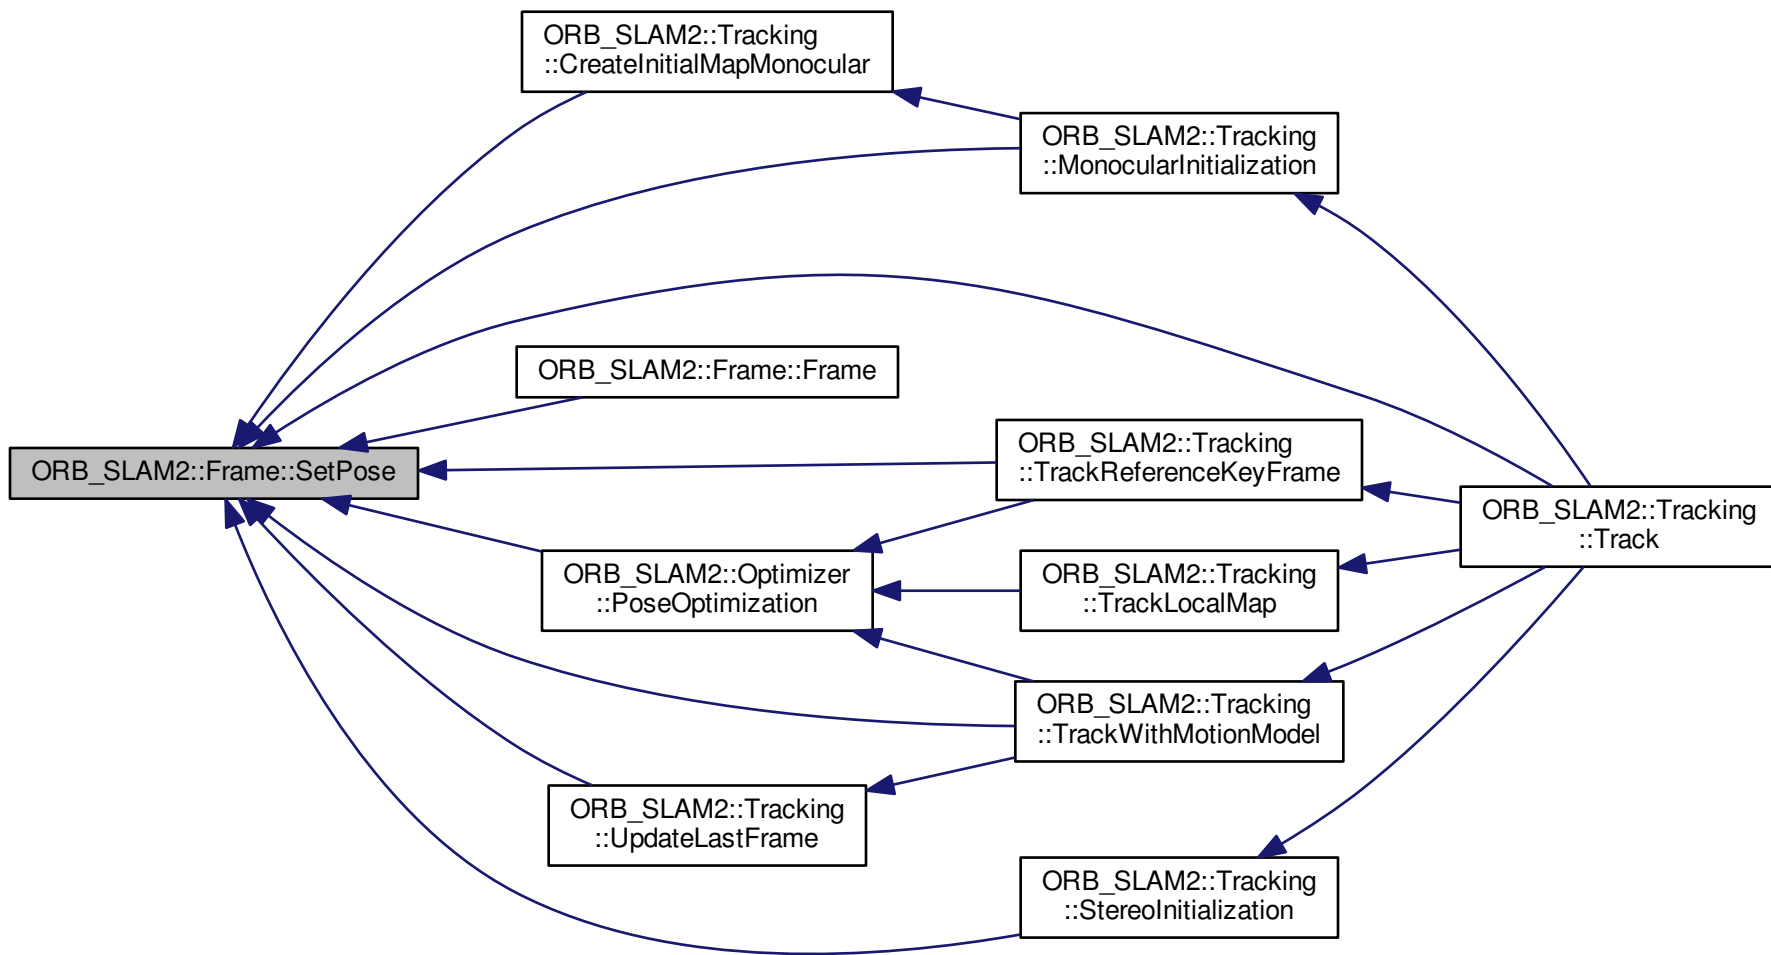 ORB_SLAM2::Tracking
::CreateInitialMapMonocular
ORB_SLAM2::Tracking
::MonocularInitialization
ORB_SLAM2::Frame::Frame
ORB_SLAM2::Frame::SetPose
ORB_SLAM2::Tracking
::TrackReferenceKeyFrame
ORB_SLAM2::Tracking
::Track
ORB_SLAM2::Optimizer
::PoseOptimization
ORB_SLAM2::Tracking
::TrackLocalMap
ORB_SLAM2::Tracking
::TrackWithMotionModel
ORB_SLAM2::Tracking
::UpdateLastFrame
ORB_SLAM2::Tracking
::StereoInitialization